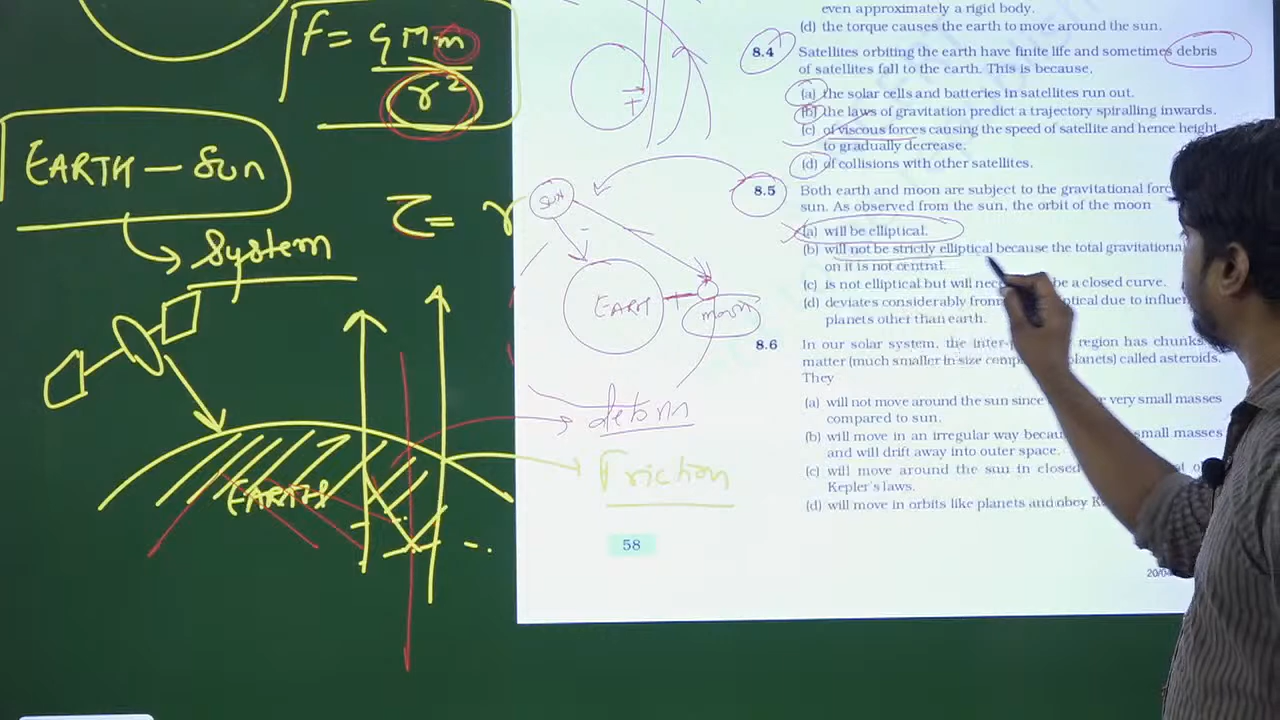 F = G M m
r²
EARTH – Sun
System
τ = r
EARTH
even approximately a rigid body.
(d) the torque causes the earth to move around the sun.
8.4 Satellites orbiting the earth have finite life and sometimes debris
of satellites fall to the earth. This is because,
(a) the solar cells and batteries in satellites run out.
(b) the laws of gravitation predict a trajectory spiralling inwards.
(c) of viscous forces causing the speed of satellite and hence height
to gradually decrease.
(d) of collisions with other satellites.
8.5 Both earth and moon are subject to the gravitational
sun. As observed from the sun, the orbit of the moon
(a) will be elliptical.
(b) will not be strictly elliptical because the total
on it is not central.
(c) is not elliptical but will be a closed curve.
(d) deviates considerably from due to
planets other than earth.
8.6 In our solar system, the region has chunks
matter (much smaller in size planets) called asteroids.
They
(a) will not move around the sun since very small masses
compared to sun.
(b) will move in an irregular way small masses
and will drift away into outer space.
(c) will move around the sun in closed
Kepler's laws.
(d) will move in orbits like planets and obey
SUN
EARTH
moon
debris
Friction
58